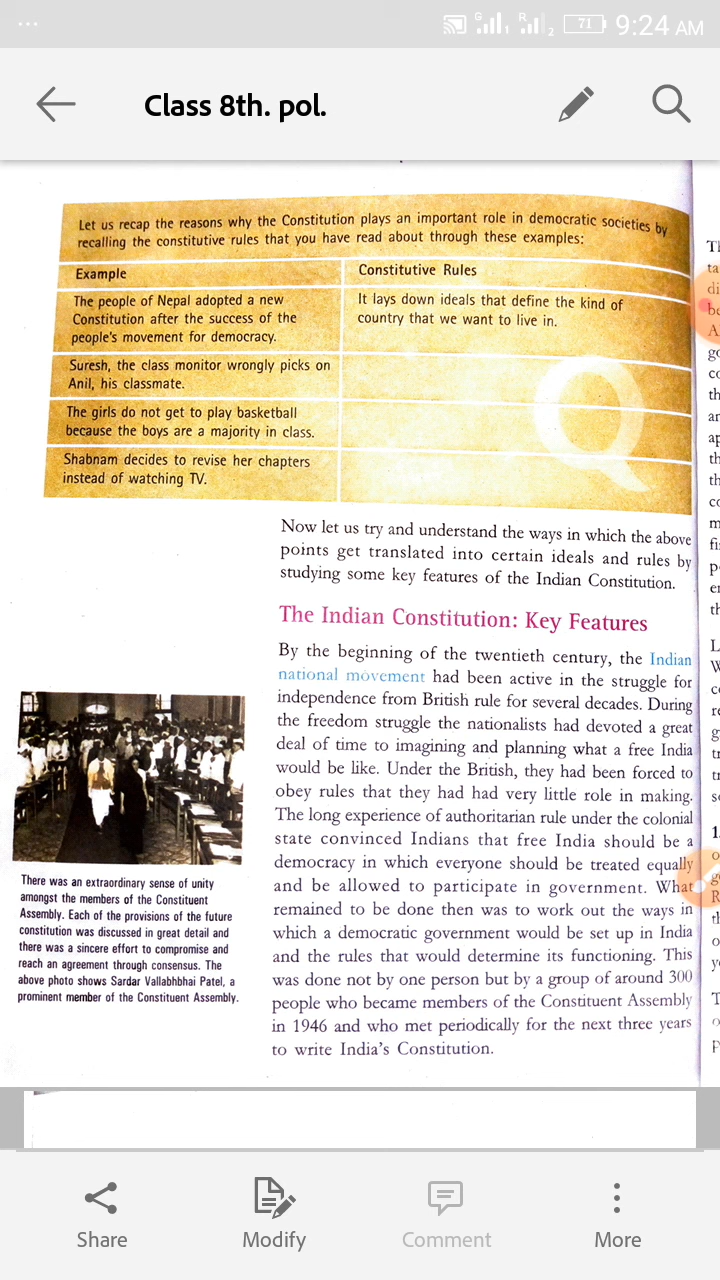 ...
G
1
R
2
71
9:24 AM
Class 8th. pol.
Let us recap the reasons why the Constitution plays an important role in democratic societies by
recalling the constitutive rules that you have read about through these examples:
Example
Constitutive Rules
The people of Nepal adopted a new
Constitution after the success of the
people's movement for democracy.
It lays down ideals that define the kind of
country that we want to live in.
Suresh, the class monitor wrongly picks on
Anil, his classmate.
The girls do not get to play basketball
because the boys are a majority in class.
Shabnam decides to revise her chapters
instead of watching TV.
Q
Now let us try and understand the ways in which the above
points get translated into certain ideals and rules by
studying some key features of the Indian Constitution.
The Indian Constitution: Key Features
By the beginning of the twentieth century, the Indian
national movement had been active in the struggle for
independence from British rule for several decades. During
the freedom struggle the nationalists had devoted a great
deal of time to imagining and planning what a free India
would be like. Under the British, they had been forced to
obey rules that they had had very little role in making.
The long experience of authoritarian rule under the colonial
state convinced Indians that free India should be a
democracy in which everyone should be treated equally
and be allowed to participate in government. What
remained to be done then was to work out the ways in
which a democratic government would be set up in India
and the rules that would determine its functioning. This
was done not by one person but by a group of around 300
people who became members of the Constituent Assembly
in 1946 and who met periodically for the next three years
to write India's Constitution.
There was an extraordinary sense of unity
amongst the members of the Constituent
Assembly. Each of the provisions of the future
constitution was discussed in great detail and
there was a sincere effort to compromise and
reach an agreement through consensus. The
above photo shows Sardar Vallabhbhai Patel, a
prominent member of the Constituent Assembly.
Share
Modify
Comment
More